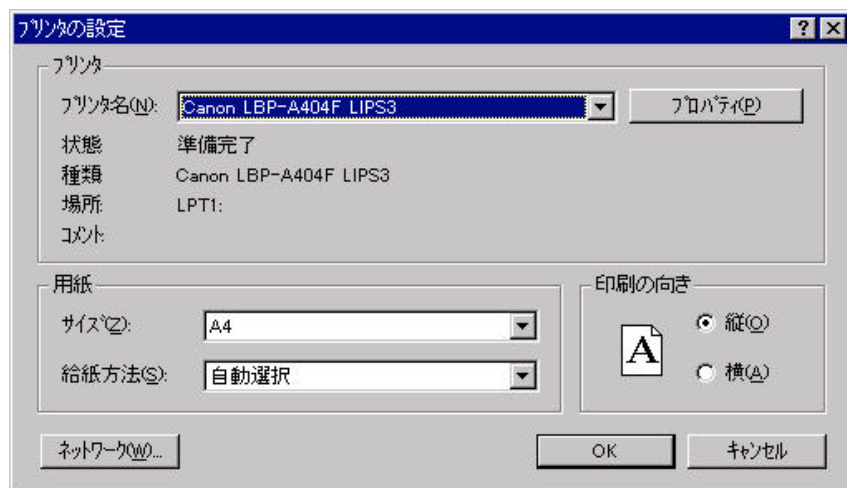 プリンタの設定
プリンタ
プリンタ名(N): Canon LBP-A404F LIPS3 プロパティ(P)
状態 準備完了
種類 Canon LBP-A404F LIPS3
場所: LPT1:
コメント:
用紙
サイズ(Z): A4
給紙方法(S): 自動選択
印刷の向き
A
縦(O)
横(A)
ネットワーク(W)... OK キャンセル